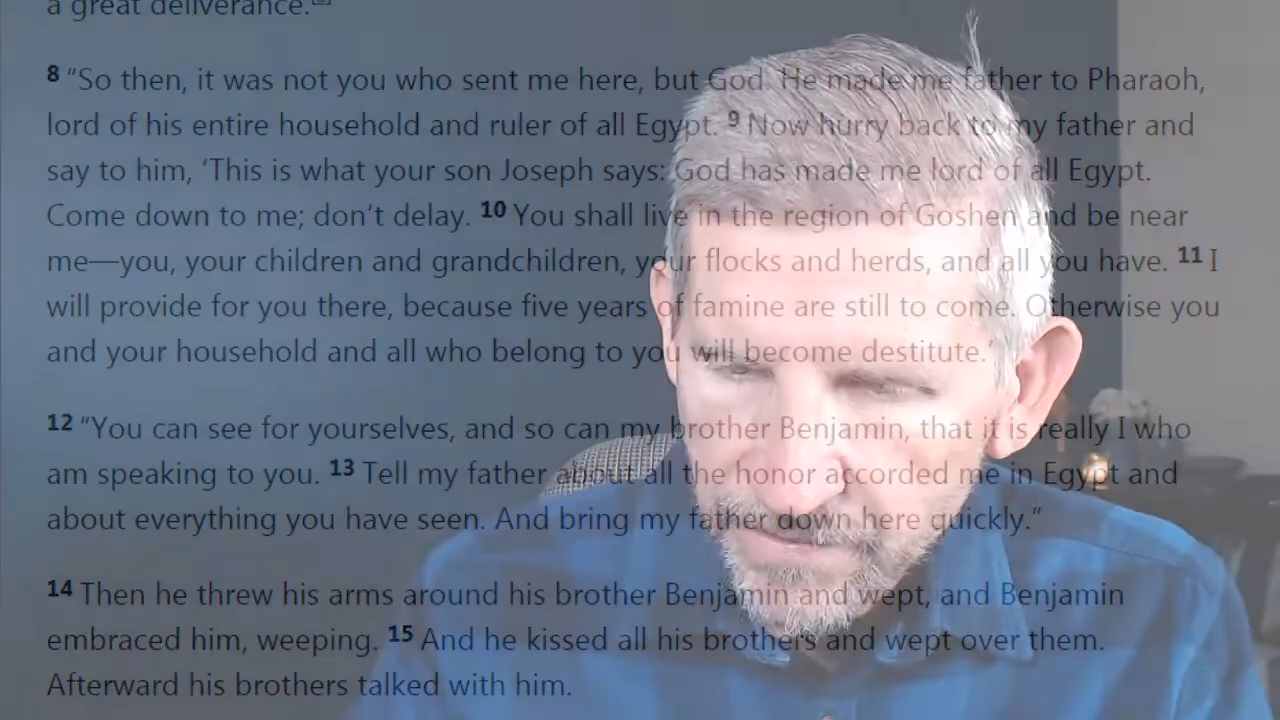 a great deliverance.
8 “So then, it was not you who sent me here, but God. He made me father to Pharaoh,
lord of his entire household and ruler of all Egypt. 9 Now hurry back to my father and
say to him, ‘This is what your son Joseph says: God has made me lord of all Egypt.
Come down to me; don’t delay. 10 You shall live in the region of Goshen and be near
me—you, your children and grandchildren, your flocks and herds, and all you have. 11 I
will provide for you there, because five years of famine are still to come. Otherwise you
and your household and all who belong to you will become destitute.’
12 “You can see for yourselves, and so can my brother Benjamin, that it is really I who
am speaking to you. 13 Tell my father about all the honor accorded me in Egypt and
about everything you have seen. And bring my father down here quickly.”
14 Then he threw his arms around his brother Benjamin and wept, and Benjamin
embraced him, weeping. 15 And he kissed all his brothers and wept over them.
Afterward his brothers talked with him.